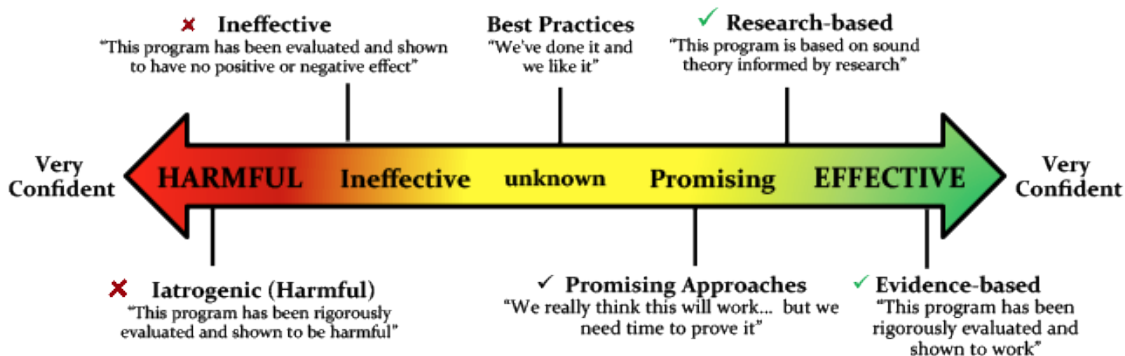 Ineffective
"This program has been evaluated and shown
to have no positive or negative effect"
Best Practices
"We've done it and
we like it"
Research-based
"This program is based on sound
theory informed by research"
Very
Confident
HARMFUL
Ineffective
unknown
Promising
EFFECTIVE
Very
Confident
Iatrogenic (Harmful)
"This program has been rigorously
evaluated and shown to be harmful"
Promising Approaches
"We really think this will work... but we
need time to prove it"
Evidence-based
"This program has been
rigorously evaluated and
shown to work"